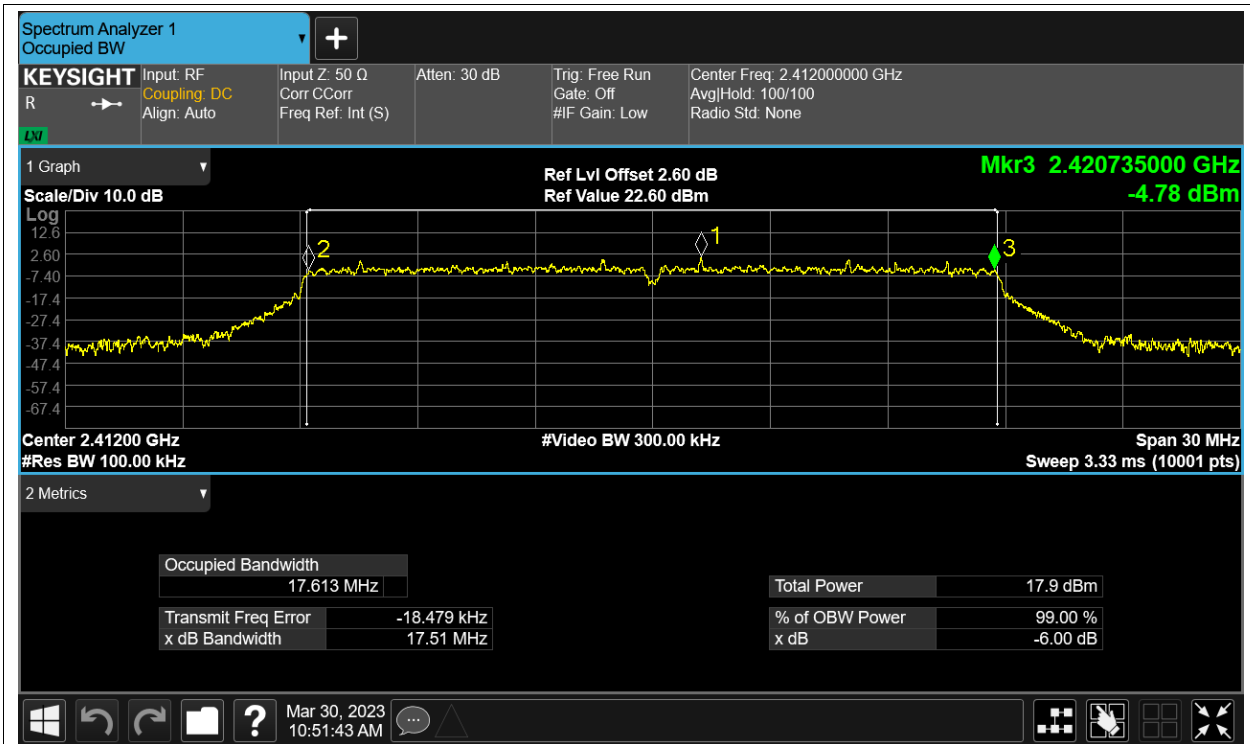 Spectrum Analyzer 1
Occupied BW
KEYSIGHT
R
LXI
Input: RF
Coupling: DC
Align: Auto
Input Z: 50 Ω
Corr CCorr
Freq Ref: Int (S)
Atten: 30 dB
Trig: Free Run
Gate: Off
#IF Gain: Low
Center Freq: 2.412000000 GHz
Avg|Hold: 100/100
Radio Std: None
1 Graph
Scale/Div 10.0 dB
Ref Lvl Offset 2.60 dB
Ref Value 22.60 dBm
Mkr3 2.420735000 GHz
-4.78 dBm
Log
12.6
2.60
-7.40
-17.4
-27.4
-37.4
-47.4
-57.4
-67.4
2
1
3
Center 2.41200 GHz
#Res BW 100.00 kHz
#Video BW 300.00 kHz
Span 30 MHz
Sweep 3.33 ms (10001 pts)
2 Metrics
Occupied Bandwidth
17.613 MHz
Transmit Freq Error -18.479 kHz
x dB Bandwidth 17.51 MHz
Total Power 17.9 dBm
% of OBW Power 99.00 %
x dB -6.00 dB
?
Mar 30, 2023
10:51:43 AM